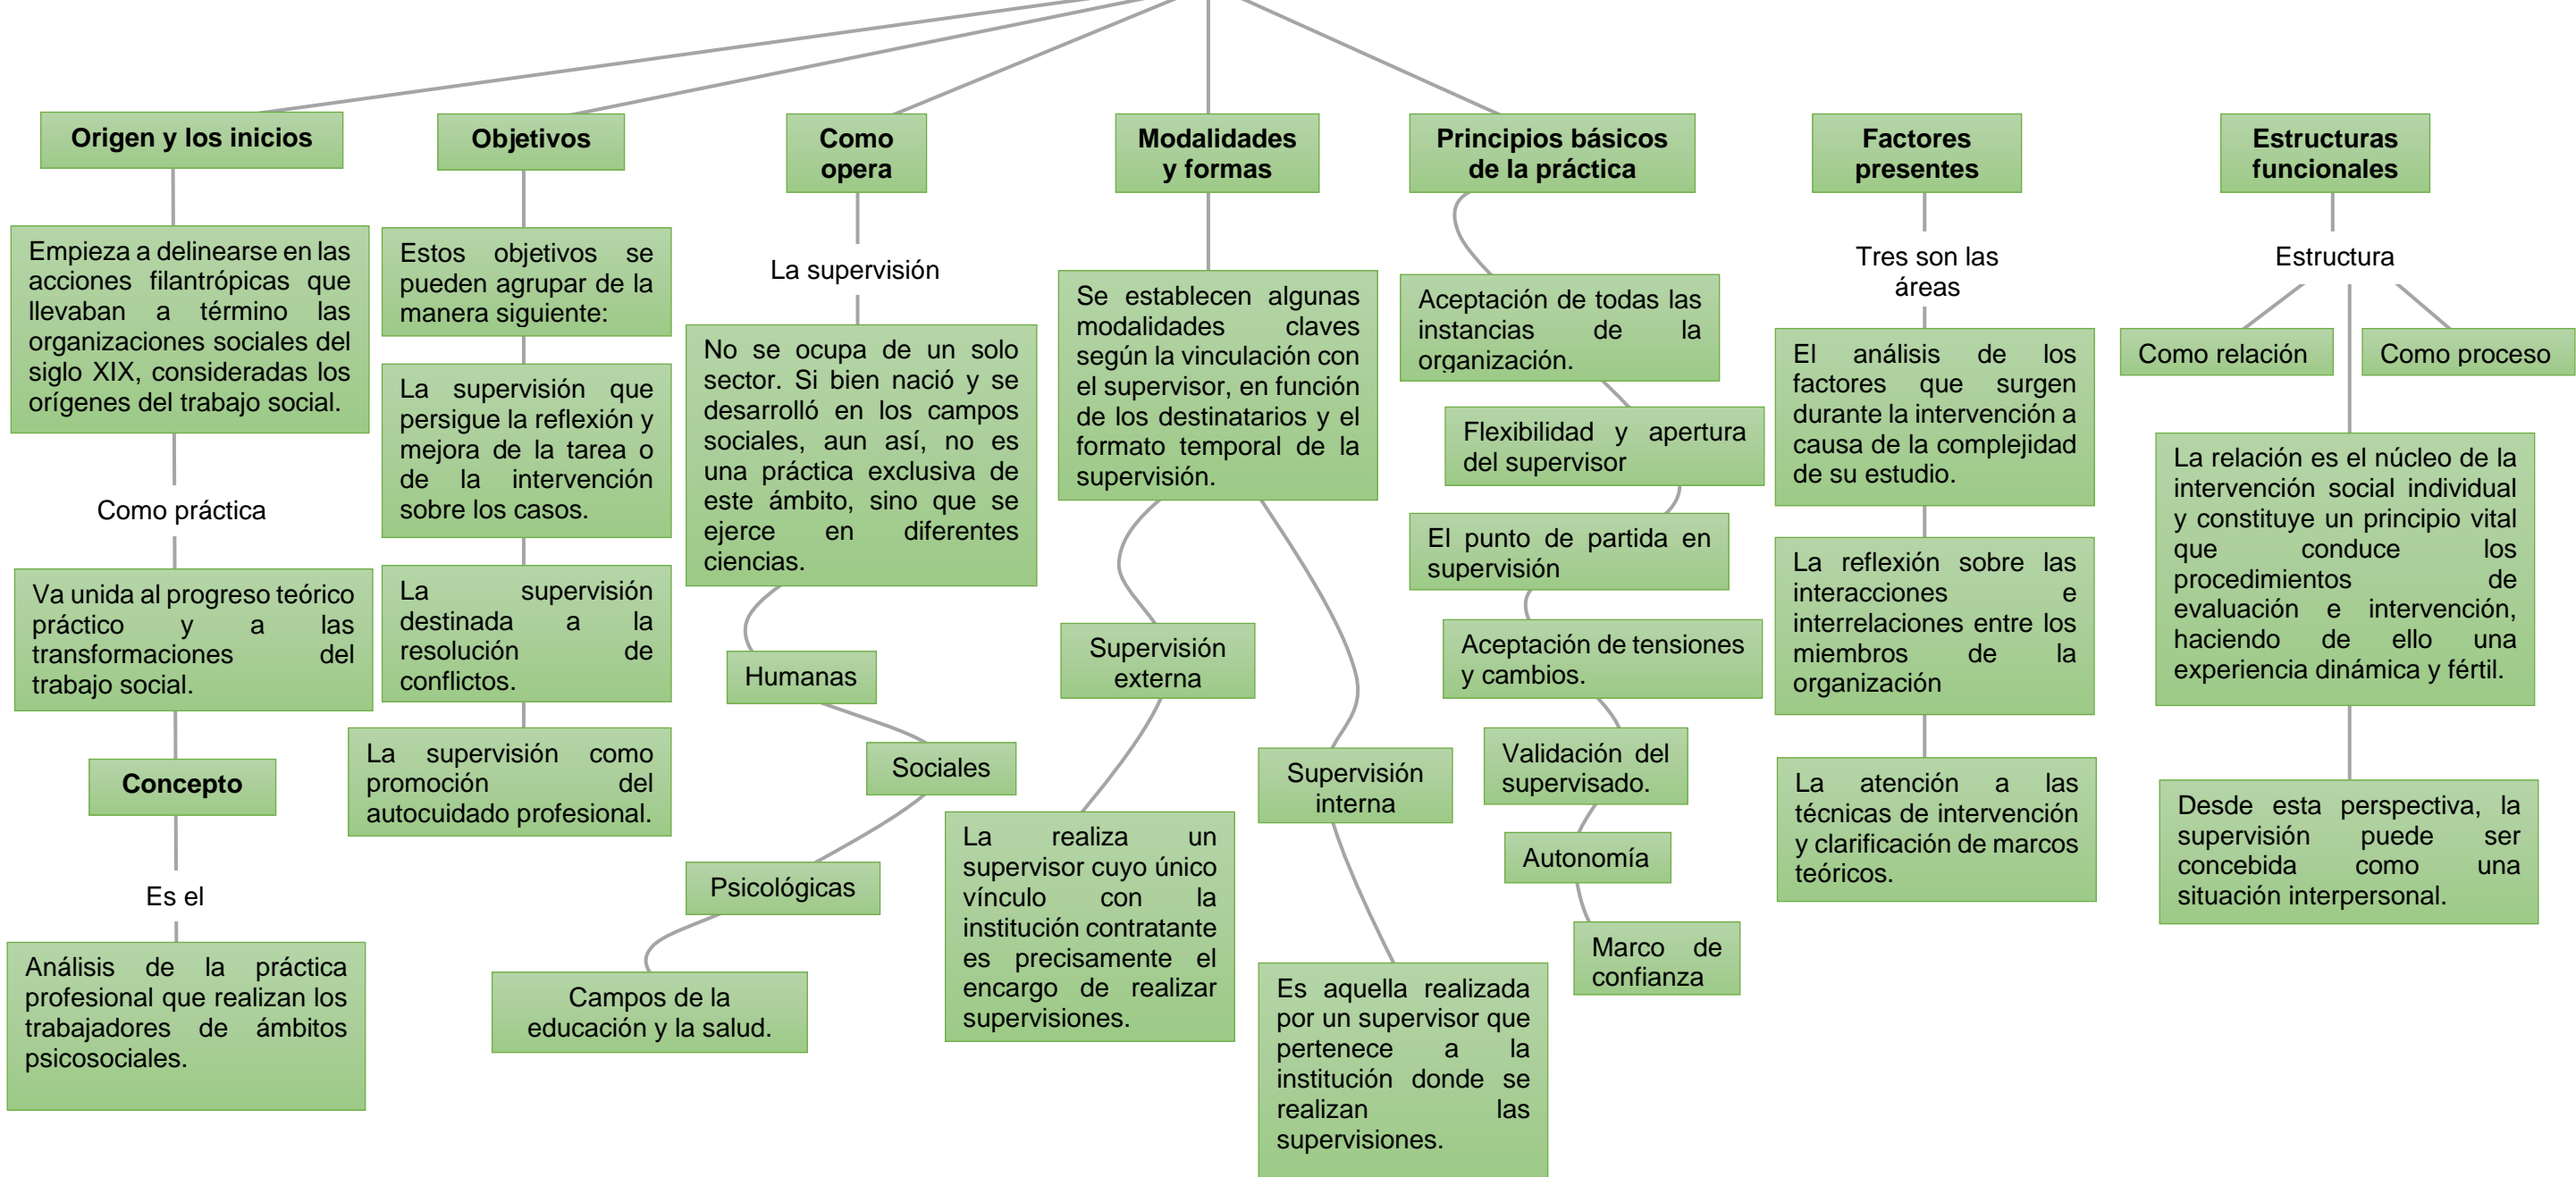 Origen y los inicios
Empieza a delinearse en las
acciones filantrópicas que
llevaban a término las
organizaciones sociales del
siglo XIX, consideradas los
orígenes del trabajo social.
Como práctica
Va unida al progreso teórico
práctico y a las
transformaciones del
trabajo social.
Concepto
Es el
Análisis de la práctica
profesional que realizan los
trabajadores de ámbitos
psicosociales.
Objetivos
Estos objetivos se
pueden agrupar de la
manera siguiente:
La supervisión que
persigue la reflexión y
mejora de la tarea o
de la intervención
sobre los casos.
La supervisión
destinada a la
resolución de
conflictos.
La supervisión como
promoción del
autocuidado profesional.
Como
opera
La supervisión
No se ocupa de un solo
sector. Si bien nació y se
desarrolló en los campos
sociales, aun así, no es
una práctica exclusiva de
este ámbito, sino que se
ejerce en diferentes
ciencias.
Humanas
Sociales
Psicológicas
Campos de la
educación y la salud.
Modalidades
y formas
Se establecen algunas
modalidades claves
según la vinculación con
el supervisor, en función
de los destinatarios y el
formato temporal de la
supervisión.
Supervisión
externa
La realiza un
supervisor cuyo único
vínculo con la
institución contratante
es precisamente el
encargo de realizar
supervisiones.
Supervisión
interna
Es aquella realizada
por un supervisor que
pertenece a la
institución donde se
realizan las
supervisiones.
Principios básicos
de la práctica
Aceptación de todas las
instancias de la
organización.
Flexibilidad y apertura
del supervisor
El punto de partida en
supervisión
Aceptación de tensiones
y cambios.
Validación del
supervisado.
Autonomía
Marco de
confianza
Factores
presentes
Tres son las
áreas
El análisis de los
factores que surgen
durante la intervención a
causa de la complejidad
de su estudio.
La reflexión sobre las
interacciones e
interrelaciones entre los
miembros de la
organización
La atención a las
técnicas de intervención
y clarificación de marcos
teóricos.
Estructuras
funcionales
Estructura
Como relación
Como proceso
La relación es el núcleo de la
intervención social individual
y constituye un principio vital
que conduce los
procedimientos de
evaluación e intervención,
haciendo de ello una
experiencia dinámica y fértil.
Desde esta perspectiva, la
supervisión puede ser
concebida como una
situación interpersonal.